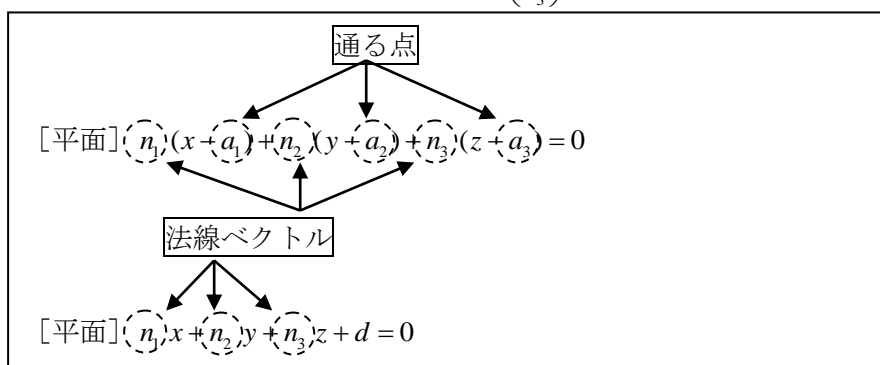 3)
通る点
[平面] n₁(x-a₁)+n₂(y-a₂)+n₃(z-a₃)=0
法線ベクトル
[平面] n₁x+n₂y+n₃z+d=0